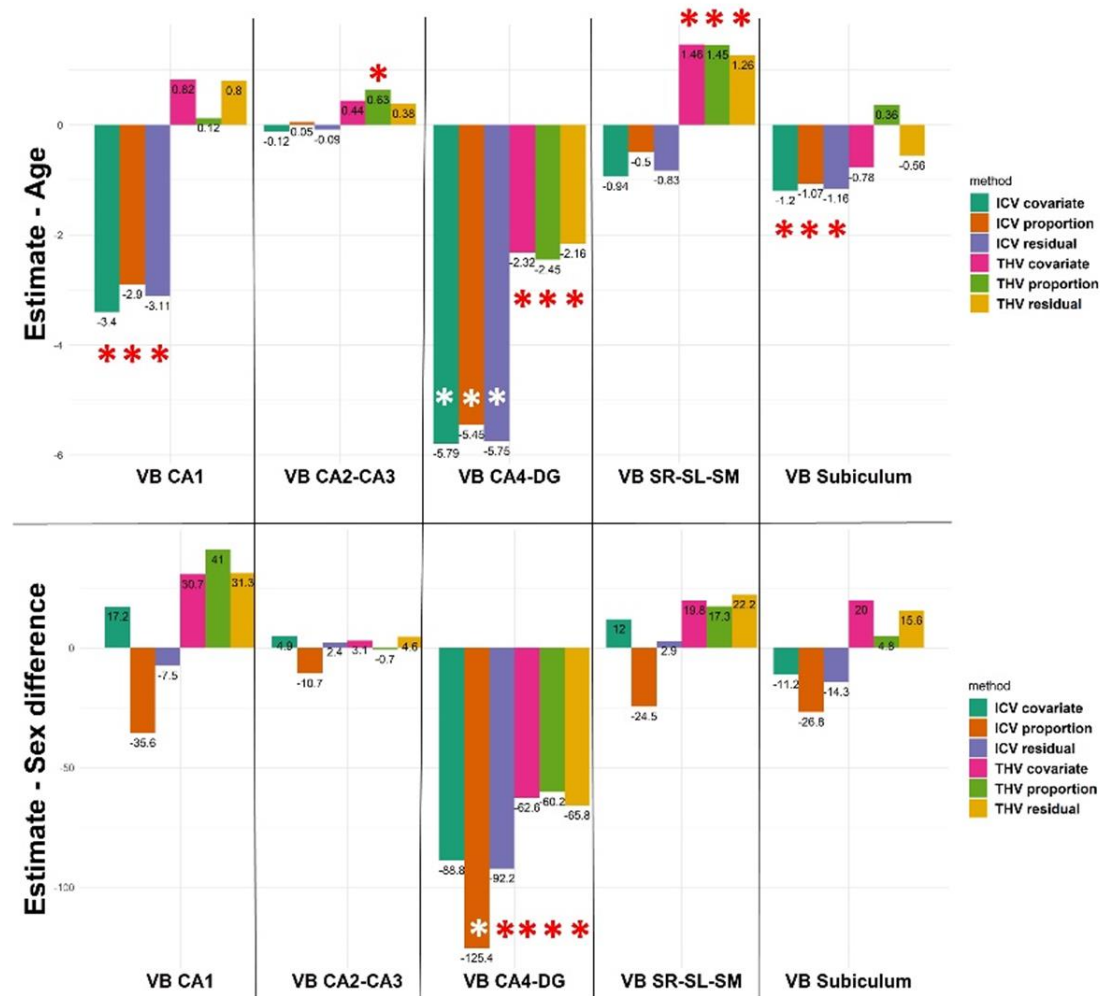 Estimate - Age
0
-2
-4
-6
-3.4
-2.9
-3.11
0.82
0.12
0.8
-0.12
0.05
-0.09
0.44
0.63
0.38
-5.79
-5.45
-5.75
-2.32
-2.45
-2.16
-0.94
-0.5
-0.83
1.46
1.45
1.26
-1.2
-1.07
-1.16
-0.78
0.36
-0.56
* * *
*
* * *
* * *
* * *
* * *
VB CA1
VB CA2-CA3
VB CA4-DG
VB SR-SL-SM
VB Subiculum
method
ICV covariate
ICV proportion
ICV residual
THV covariate
THV proportion
THV residual
Estimate - Sex difference
0
-50
-100
17.2
-35.6
-7.5
30.7
41
31.3
4.9
-10.7
2.4
3.1
-0.7
4.6
-88.8
-125.4
-92.2
-62.6
-60.2
-65.8
12
-24.5
2.9
19.8
17.3
22.2
-11.2
-26.8
-14.3
20
4.8
15.6
* * * * *
VB CA1
VB CA2-CA3
VB CA4-DG
VB SR-SL-SM
VB Subiculum
method
ICV covariate
ICV proportion
ICV residual
THV covariate
THV proportion
THV residual